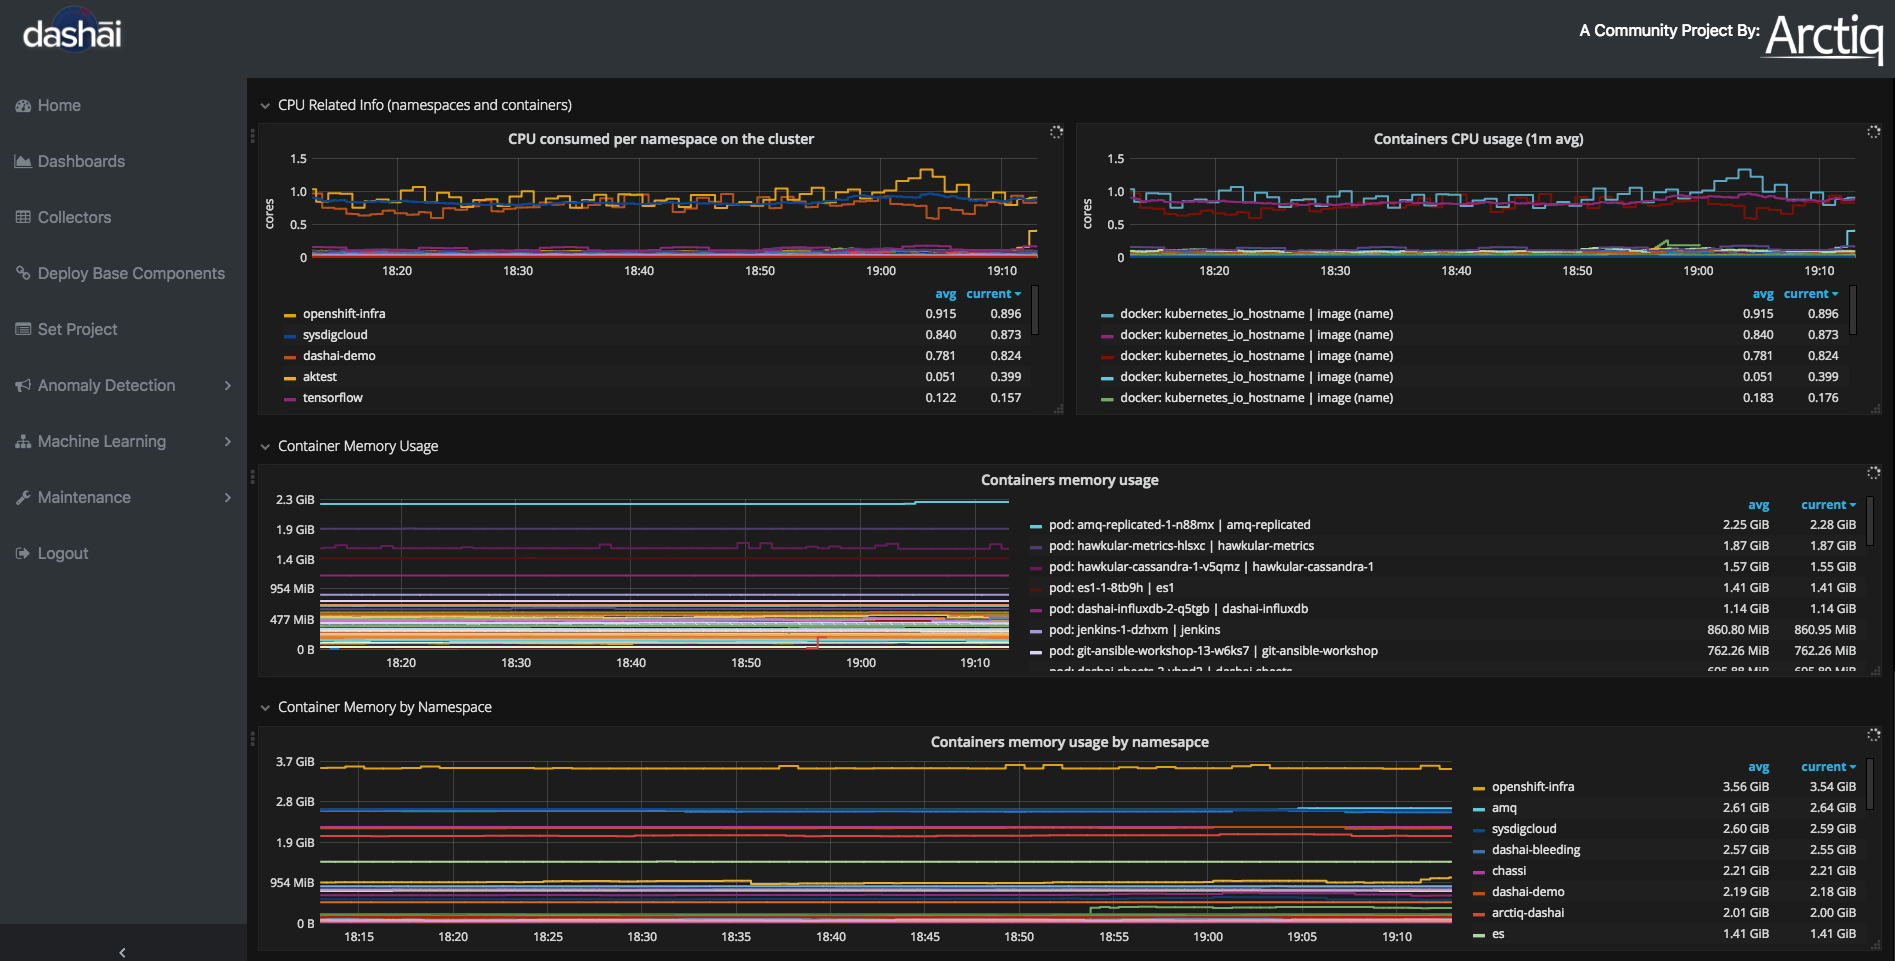 dashai
A Community Project By: Arctiq
Home
Dashboards
Collectors
Deploy Base Components
Set Project
Anomaly Detection
Machine Learning
Maintenance
Logout
CPU Related Info (namespaces and containers)
CPU consumed per namespace on the cluster
1.5
1.0
0.5
0
cores
18:20 18:30 18:40 18:50 19:00 19:10
avg current
openshift-infra 0.915 0.896
sysdigcloud 0.840 0.873
dashai-demo 0.781 0.824
aktest 0.051 0.399
tensorflow 0.122 0.157
Containers CPU usage (1m avg)
1.5
1.0
0.5
0
cores
18:20 18:30 18:40 18:50 19:00 19:10
avg current
docker: kubernetes_io_hostname | image (name) 0.915 0.896
docker: kubernetes_io_hostname | image (name) 0.840 0.873
docker: kubernetes_io_hostname | image (name) 0.781 0.824
docker: kubernetes_io_hostname | image (name) 0.051 0.399
docker: kubernetes_io_hostname | image (name) 0.183 0.176
Container Memory Usage
Containers memory usage
2.3 GiB
1.9 GiB
1.4 GiB
954 MiB
477 MiB
0 B
18:20 18:30 18:40 18:50 19:00 19:10
avg current
pod: amq-replicated-1-n88mx | amq-replicated 2.25 GiB 2.28 GiB
pod: hawkular-metrics-hlsxc | hawkular-metrics 1.87 GiB 1.87 GiB
pod: hawkular-cassandra-1-v5qmz | hawkular-cassandra-1 1.57 GiB 1.55 GiB
pod: es1-1-8tb9h | es1 1.41 GiB 1.41 GiB
pod: dashai-influxdb-2-q5tgb | dashai-influxdb 1.14 GiB 1.14 GiB
pod: jenkins-1-dzhxm | jenkins 860.80 MiB 860.95 MiB
pod: git-ansible-workshop-13-w6ks7 | git-ansible-workshop 762.26 MiB 762.26 MiB
Container Memory by Namespace
Containers memory usage by namesapce
3.7 GiB
2.8 GiB
1.9 GiB
954 MiB
0 B
18:15 18:20 18:25 18:30 18:35 18:40 18:45 18:50 18:55 19:00 19:05 19:10
avg current
openshift-infra 3.56 GiB 3.54 GiB
amq 2.61 GiB 2.64 GiB
sysdigcloud 2.60 GiB 2.59 GiB
dashai-bleeding 2.57 GiB 2.55 GiB
chassi 2.21 GiB 2.21 GiB
dashai-demo 2.19 GiB 2.18 GiB
arctiq-dashai 2.01 GiB 2.00 GiB
es 1.41 GiB 1.41 GiB